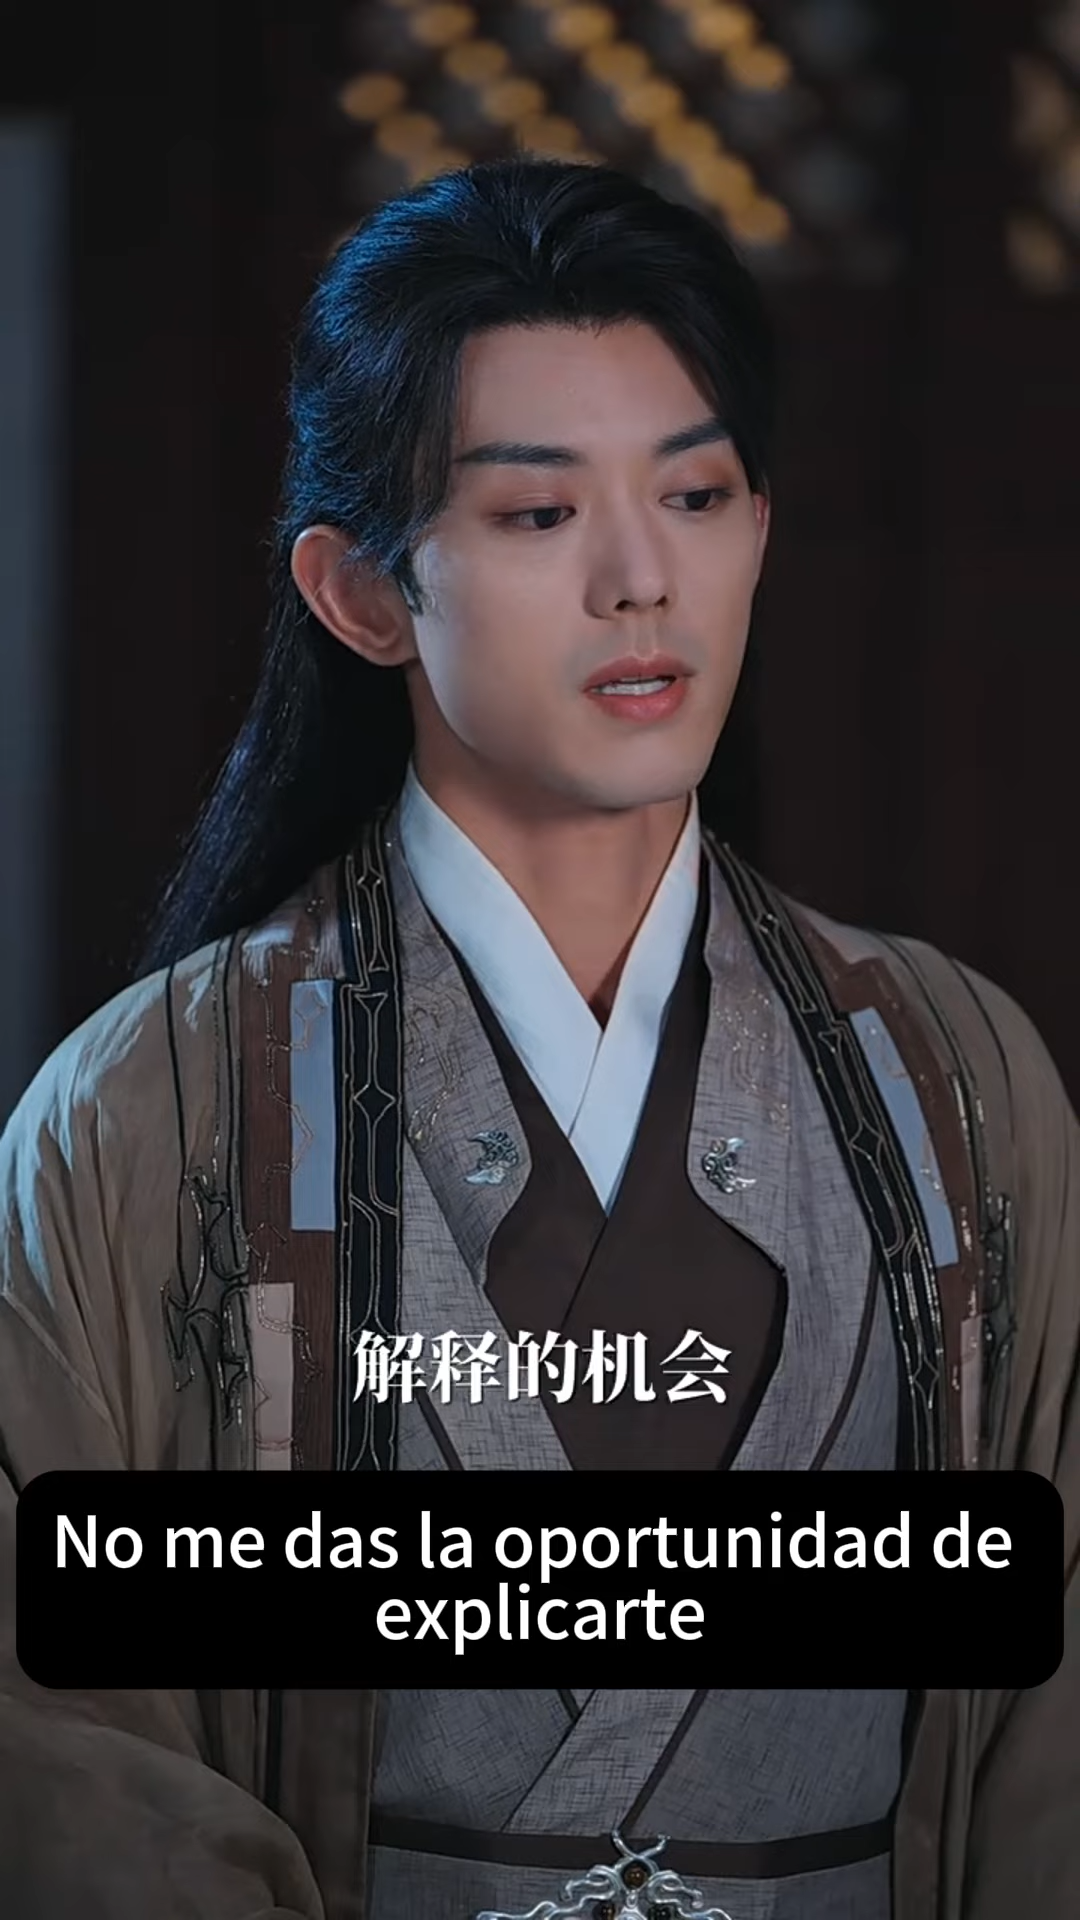 解释的机会
No me das la oportunidad de
explicarte